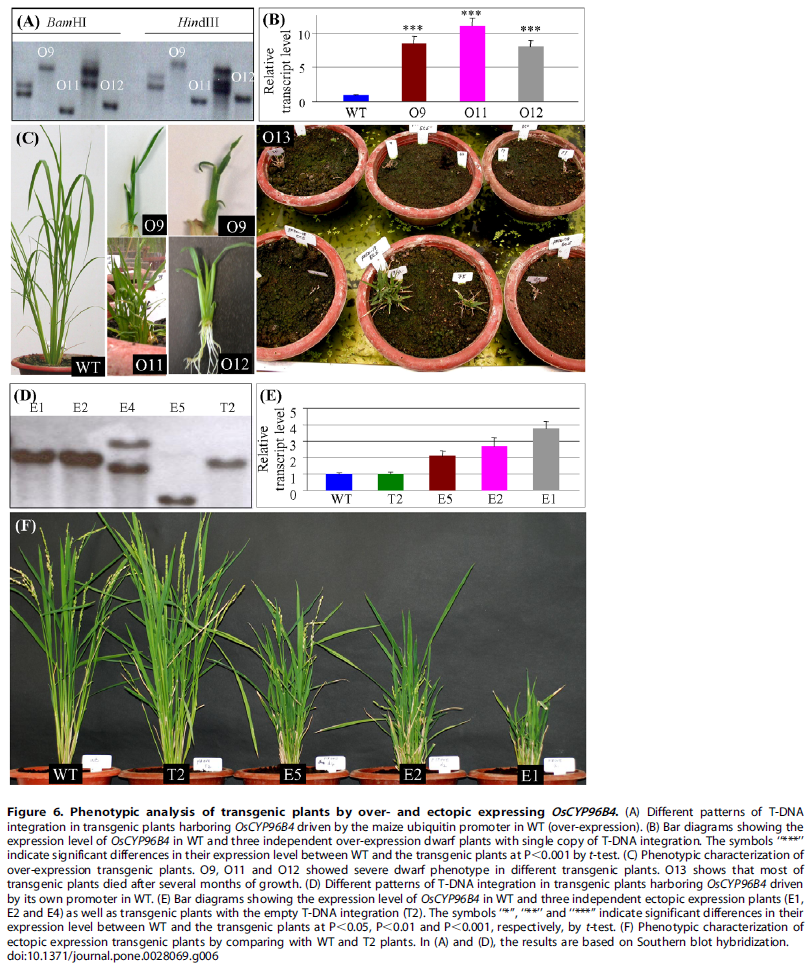 (A) BamHI HindIII
O9 O9
O11 O12 O11 O12
(B)
Relative
transcript level
10
5
0
*** *** ***
WT O9 O11 O12
(C)
WT
O9
O9
O11
O12
O13
(D)
E1 E2 E4 E5 T2
(E)
Relative
transcript level
5
4
3
2
1
0
WT T2 E5 E2 E1
(F)
WT T2 E5 E2 E1
Figure 6. Phenotypic analysis of transgenic plants by over- and ectopic expressing OsCYP96B4. (A) Different patterns of T-DNA
integration in transgenic plants harboring OsCYP96B4 driven by the maize ubiquitin promoter in WT (over-expression). (B) Bar diagrams showing the
expression level of OsCYP96B4 in WT and three independent over-expression dwarf plants with single copy of T-DNA integration. The symbols “***”
indicate significant differences in their expression level between WT and the transgenic plants at P<0.001 by t-test. (C) Phenotypic characterization of
over-expression transgenic plants. O9, O11 and O12 showed severe dwarf phenotype in different transgenic plants. O13 shows that most of
transgenic plants died after several months of growth. (D) Different patterns of T-DNA integration in transgenic plants harboring OsCYP96B4 driven
by its own promoter in WT. (E) Bar diagrams showing the expression level of OsCYP96B4 in WT and three independent ectopic expression plants (E1,
E2 and E4) as well as transgenic plants with the empty T-DNA integration (T2). The symbols “*”, “**” and “***” indicate significant differences in their
expression level between WT and the transgenic plants at P<0.05, P<0.01 and P<0.001, respectively, by t-test. (F) Phenotypic characterization of
ectopic expression transgenic plants by comparing with WT and T2 plants. In (A) and (D), the results are based on Southern blot hybridization.
doi:10.1371/journal.pone.0028069.g006